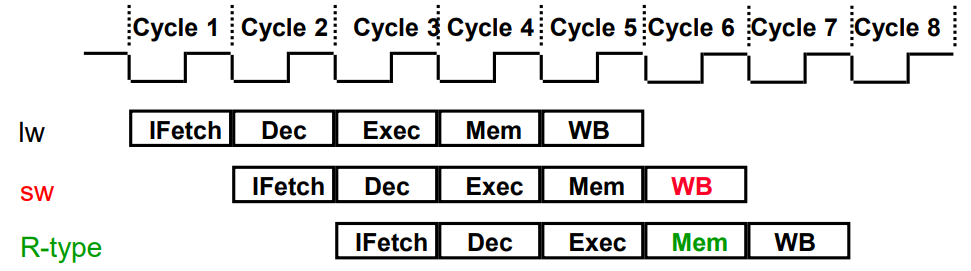 Cycle 1 Cycle 2 Cycle 3 Cycle 4 Cycle 5 Cycle 6 Cycle 7 Cycle 8
lw IFetch Dec Exec Mem WB
sw IFetch Dec Exec Mem WB
R-type IFetch Dec Exec Mem WB